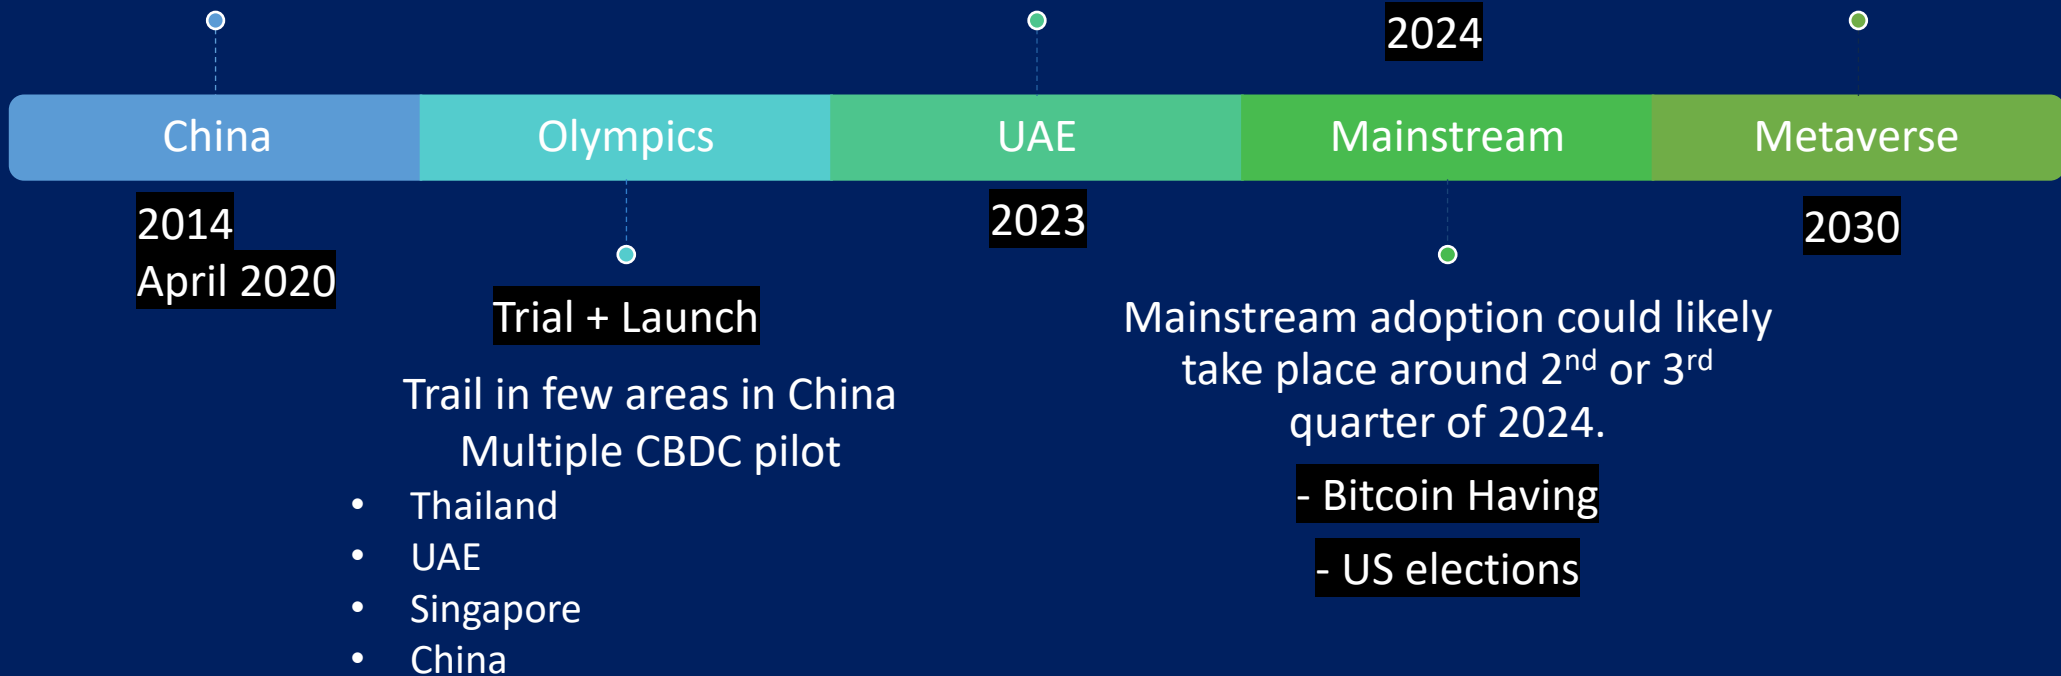 2024
China
Olympics
UAE
Mainstream
Metaverse
2014
April 2020
2023
2030
Trial + Launch
Trail in few areas in China
Multiple CBDC pilot
• Thailand
• UAE
• Singapore
• China
Mainstream adoption could likely
take place around 2nd or 3rd
quarter of 2024.
- Bitcoin Having
- US elections